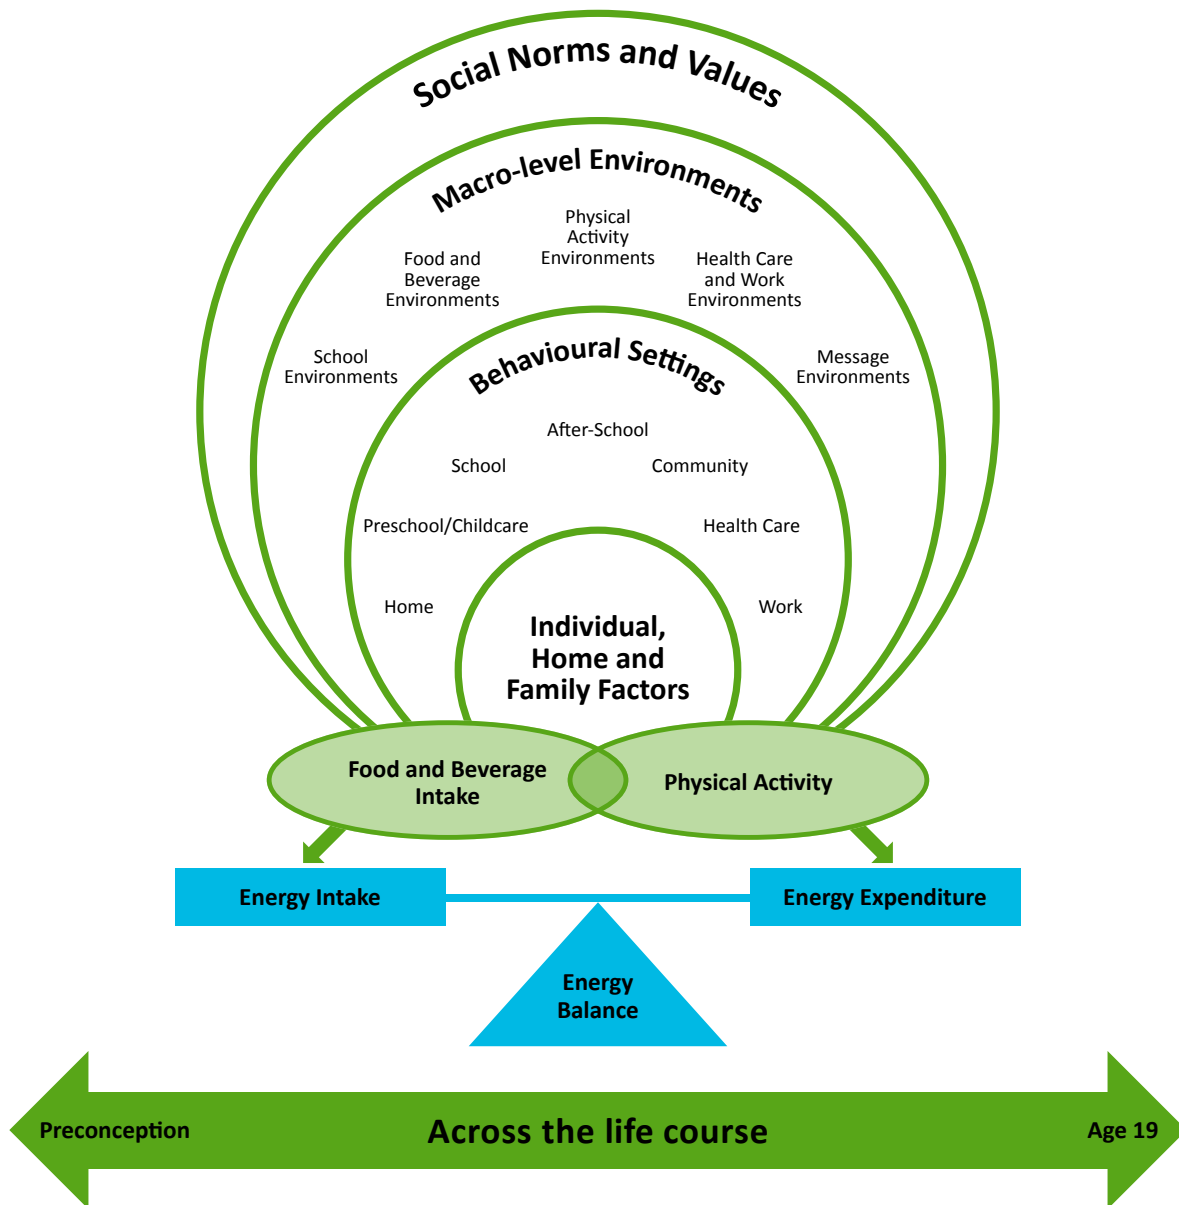 Social Norms and Values
Macro-level Environments
Physical
Activity
Environments
Food and
Beverage
Environments
Health Care
and Work
Environments
School
Environments
Message
Environments
Behavioural Settings
After-School
School
Community
Preschool/Childcare
Health Care
Home
Work
Individual,
Home and
Family Factors
Food and Beverage
Intake
Physical Activity
Energy Intake
Energy Expenditure
Energy
Balance
Preconception
Across the life course
Age 19